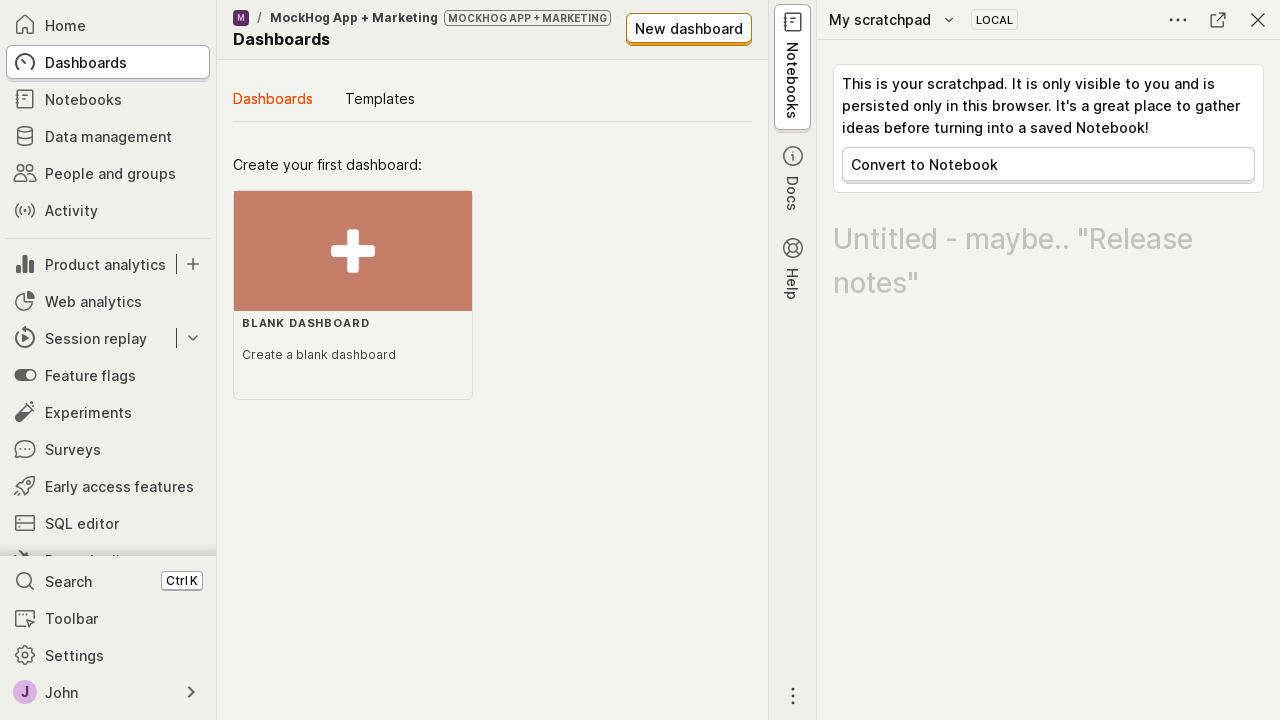 Home
Dashboards
Notebooks
Data management
People and groups
Activity
Product analytics
Web analytics
Session replay
Feature flags
Experiments
Surveys
Early access features
SQL editor
Search
Ctrl K
Toolbar
Settings
J
John
M
/
MockHog App + Marketing
MOCKHOG APP + MARKETING
Dashboards
New dashboard
Dashboards
Templates
Create your first dashboard:
BLANK DASHBOARD
Create a blank dashboard
Notebooks
Docs
Help
My scratchpad
LOCAL
This is your scratchpad. It is only visible to you and is
persisted only in this browser. It's a great place to gather
ideas before turning into a saved Notebook!
Convert to Notebook
Untitled - maybe.. "Release
notes"